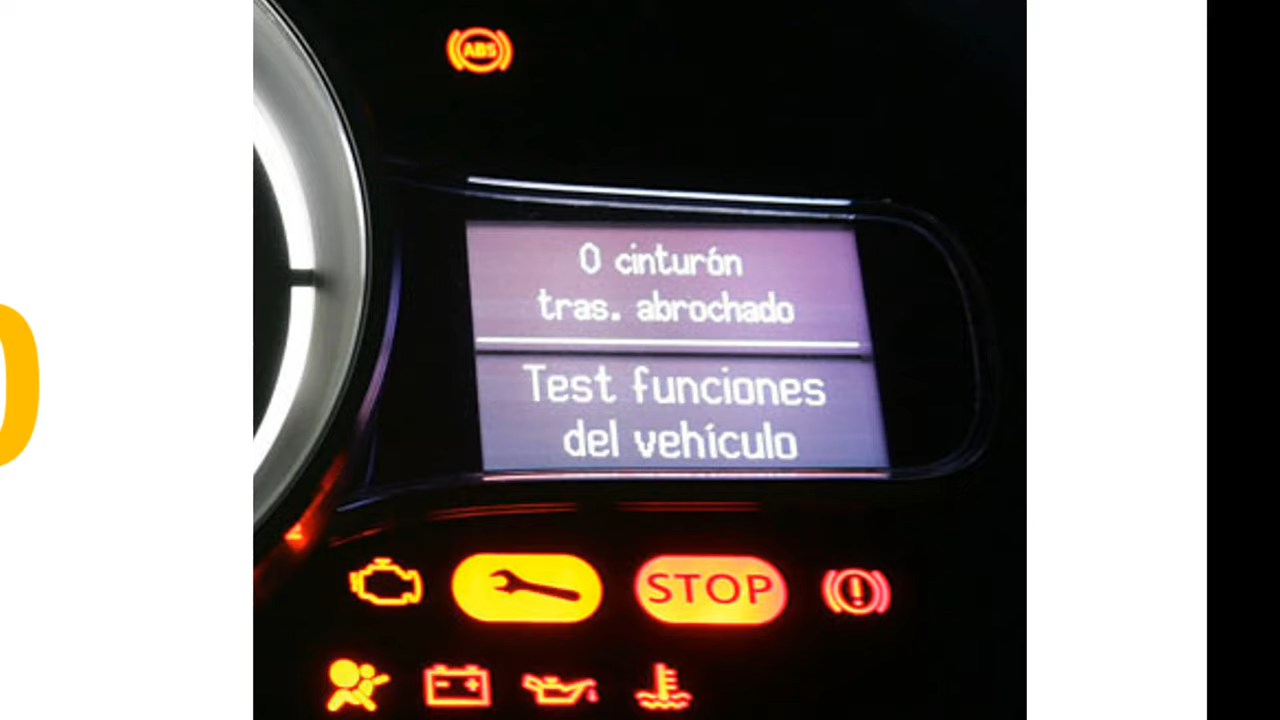 ABS
0 cinturón
tras. abrochado
Test funciones
del vehículo
STOP